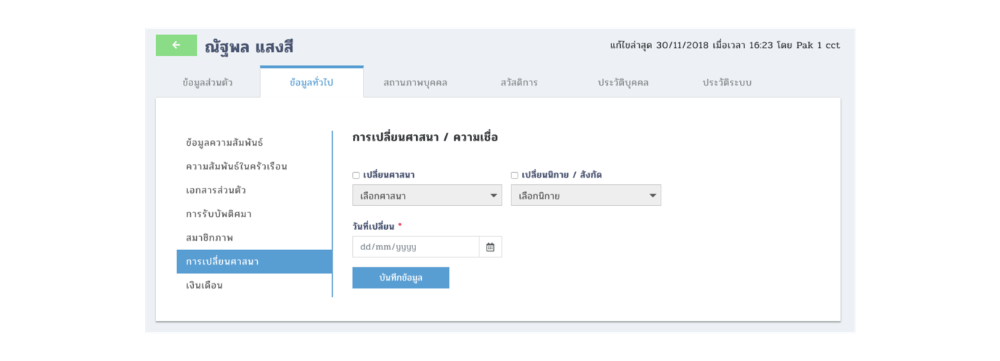 ณัฐพล แสงสี
แก้ไขล่าสุด 30/11/2018 เมื่อเวลา 16:23 โดย Pak 1 cct
ข้อมูลส่วนตัว ข้อมูลทั่วไป สถานภาพบุคคล สวัสดิการ ประวัติบุคคล ประวัติระบบ
ข้อมูลความสัมพันธ์
ความสัมพันธ์ในครัวเรือน
เอกสารส่วนตัว
การรับบัพติศมา
สมาชิกภาพ
การเปลี่ยนศาสนา
เงินเดือน
การเปลี่ยนศาสนา / ความเชื่อ
เปลี่ยนศาสนา เปลี่ยนนิกาย / สังกัด
เลือกศาสนา เลือกนิกาย
วันที่เปลี่ยน *
dd/mm/yyyy
บันทึกข้อมูล